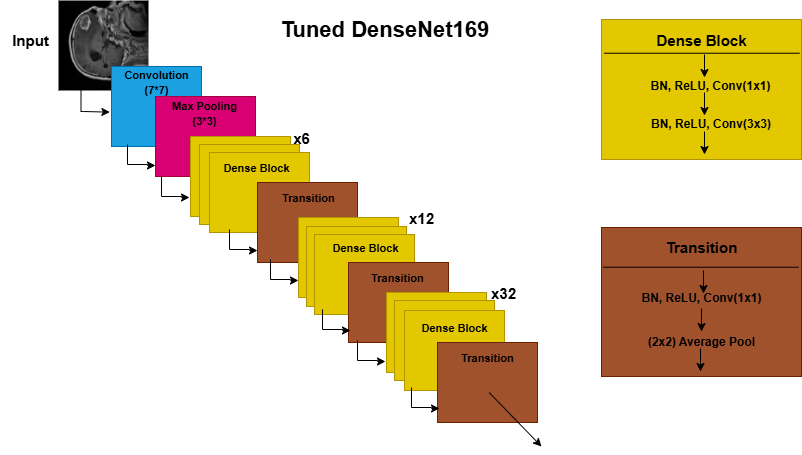 Tuned DenseNet169
Input
Convolution
(7*7)
Max Pooling
(3*3)
x6
Dense Block
Transition
x12
Dense Block
Transition
x32
Dense Block
Transition
Dense Block
BN, ReLU, Conv(1x1)
BN, ReLU, Conv(3x3)
Transition
BN, ReLU, Conv(1x1)
(2x2) Average Pool